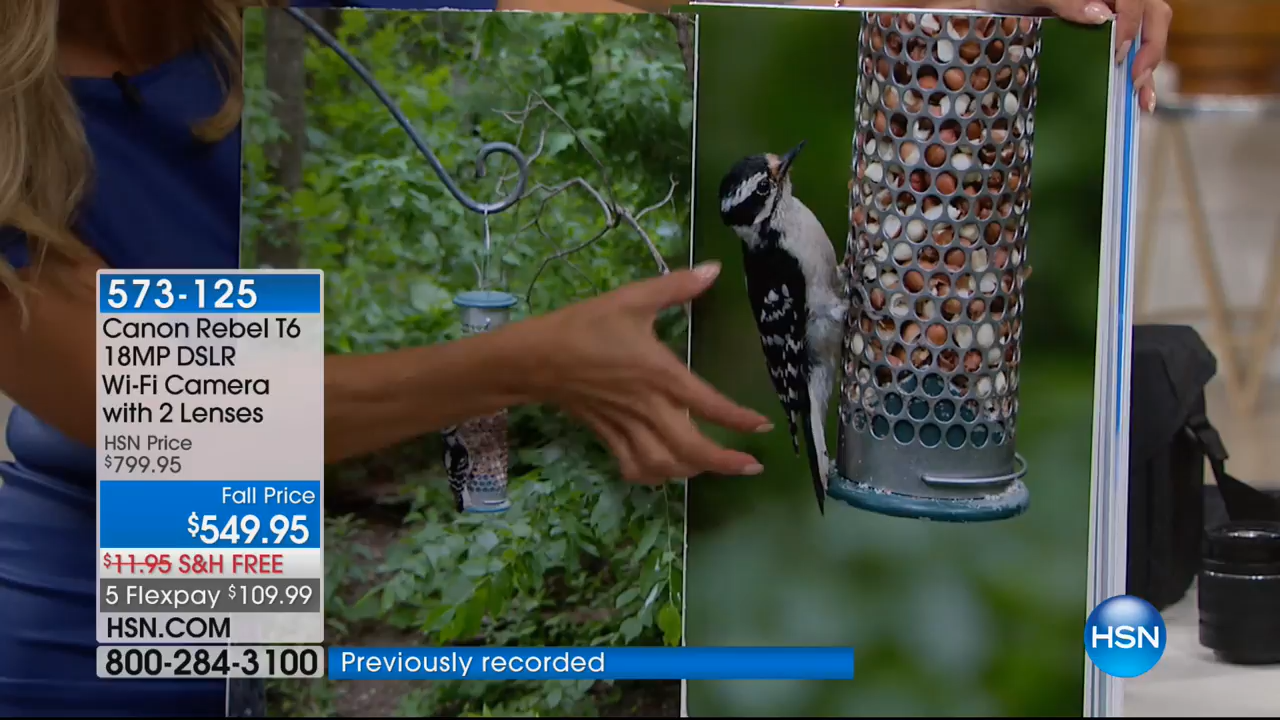 573-125
Canon Rebel T6
18MP DSLR
Wi-Fi Camera
with 2 Lenses
HSN Price
$799.95
Fall Price
$549.95
$11.95 S&H FREE
5 Flexpay $109.99
HSN.COM
800-284-3100
Previously recorded
HSN